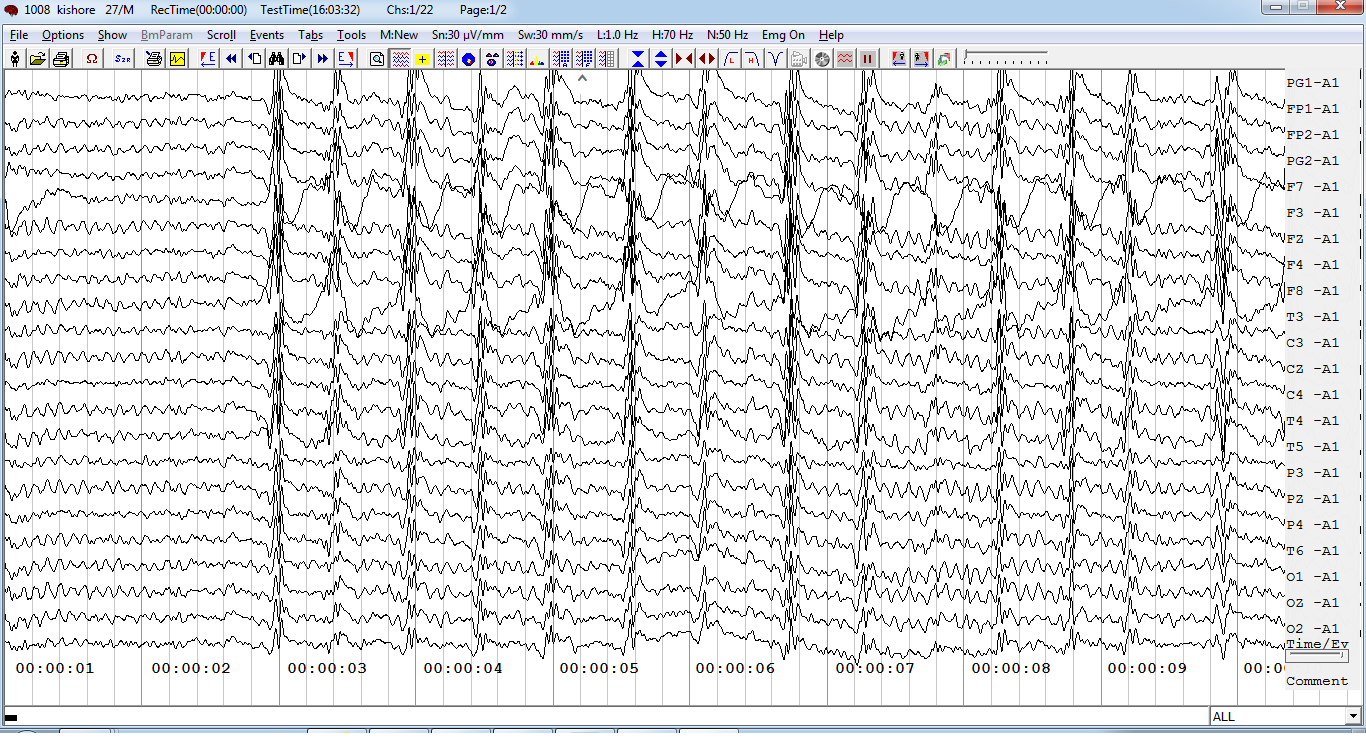 1008 kishore 27/M RecTime(00:00:00) TestTime(16:03:32) Chs:1/22 Page:1/2
File Options Show BmParam Scroll Events Tabs Tools M:New Sn:30 µV/mm Sw:30 mm/s L:1.0 Hz H:70 Hz N:50 Hz Emg On Help
PG1-A1
FP1-A1
FP2-A1
PG2-A1
F7 -A1
F3 -A1
FZ -A1
F4 -A1
F8 -A1
T3 -A1
C3 -A1
CZ -A1
C4 -A1
T4 -A1
T5 -A1
P3 -A1
PZ -A1
P4 -A1
T6 -A1
O1 -A1
OZ -A1
O2 -A1
Time/Ev
00:00:01 00:00:02 00:00:03 00:00:04 00:00:05 00:00:06 00:00:07 00:00:08 00:00:09 00:0
Comment
ALL